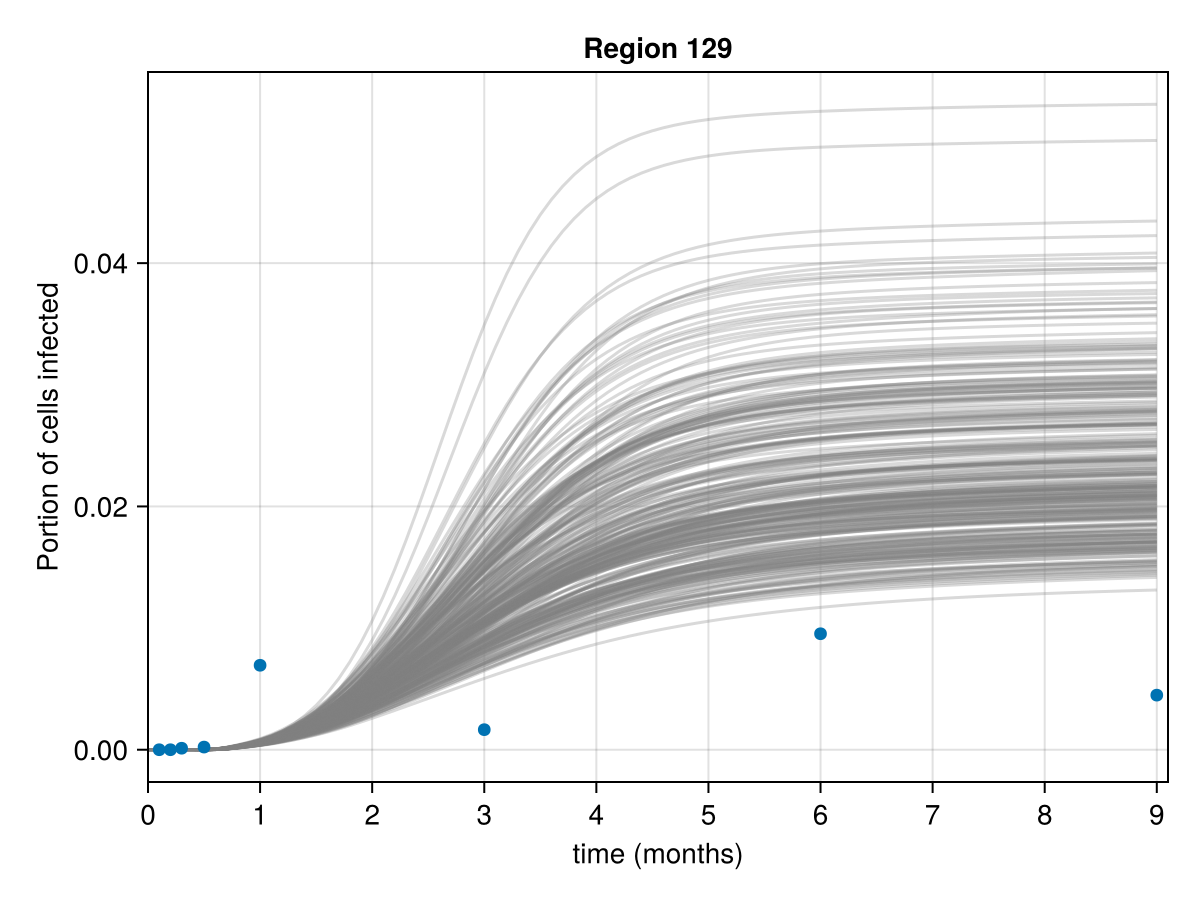 Region 129
Portion of cells infected
0.04
0.02
0.00
0 1 2 3 4 5 6 7 8 9
time (months)